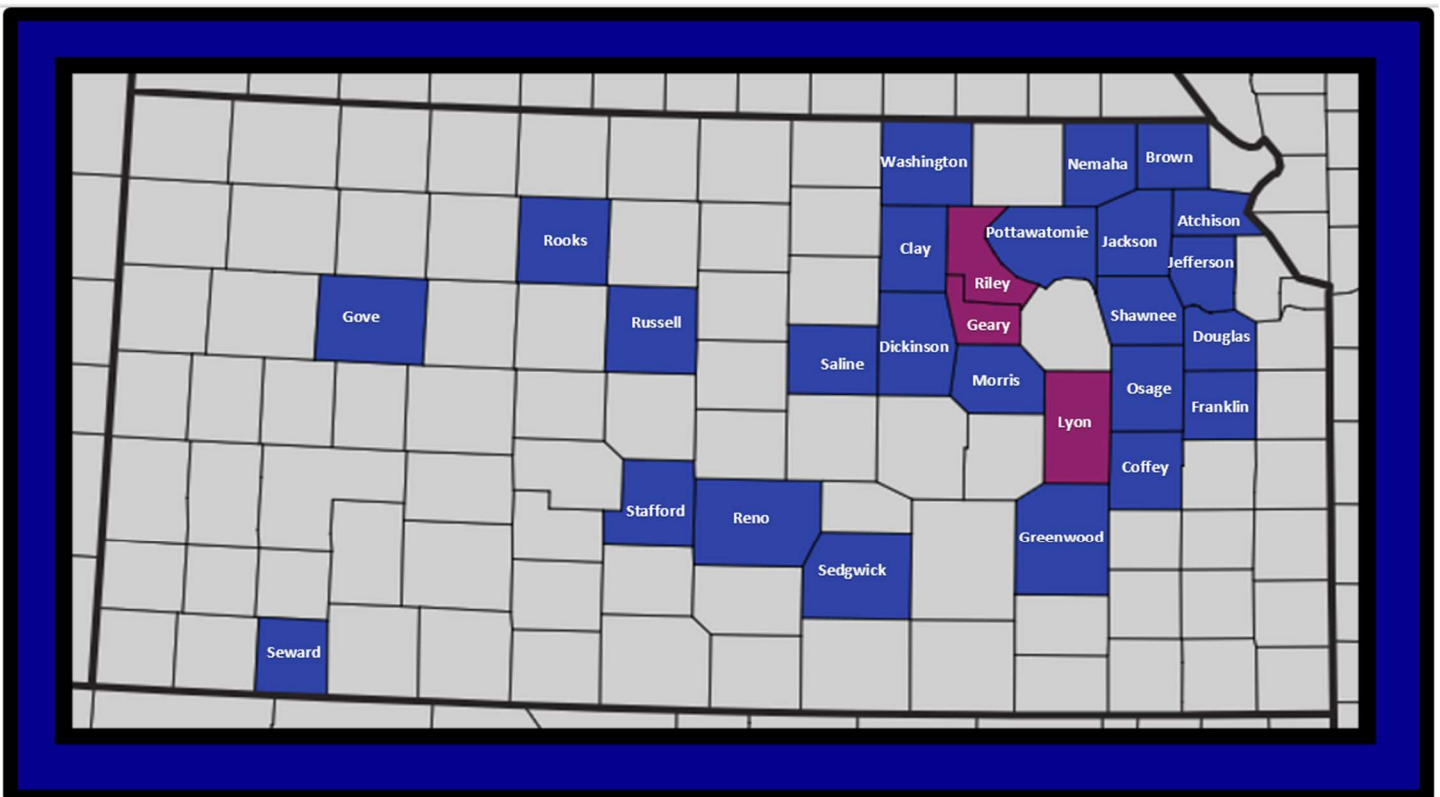 Washington
Nemaha
Brown
Rooks
Clay
Pottawatomie
Jackson
Atchison
Jefferson
Riley
Gove
Russell
Geary
Shawnee
Douglas
Saline
Dickinson
Morris
Osage
Franklin
Lyon
Coffey
Stafford
Reno
Greenwood
Sedgwick
Seward